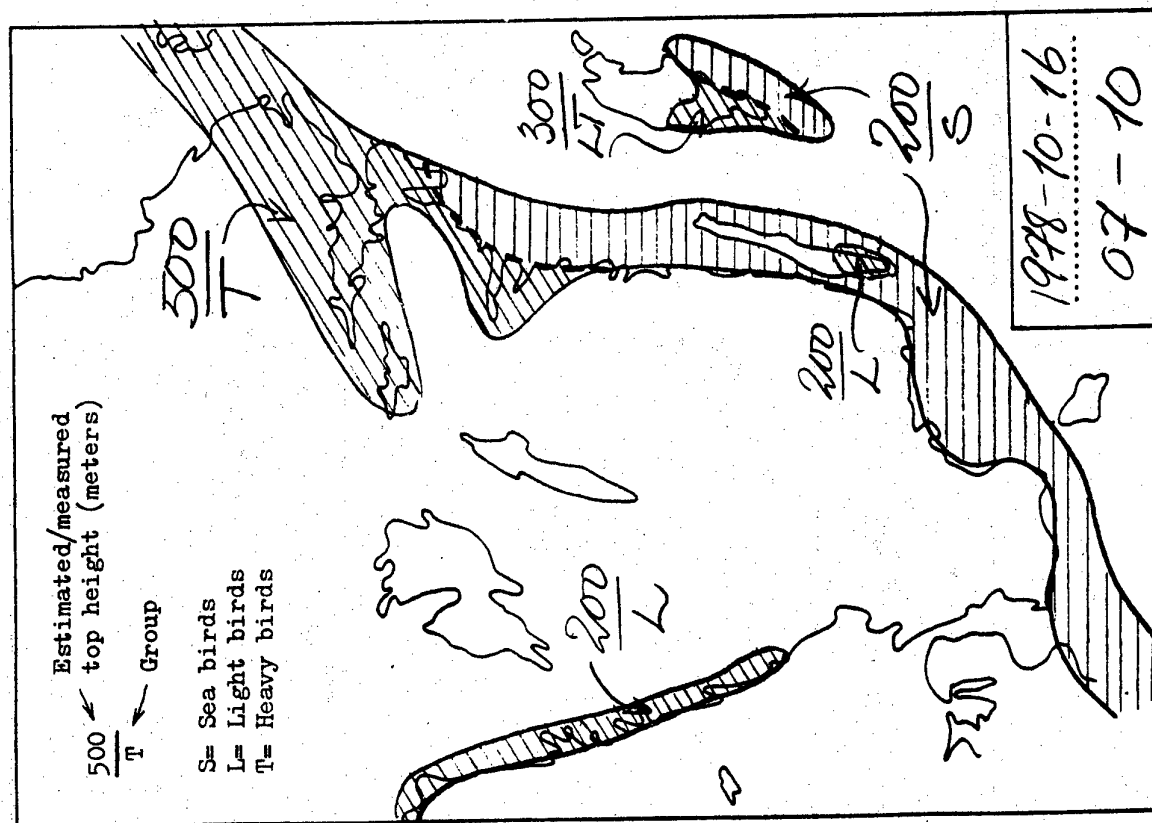 500
T
Estimated/measured
top height (meters)
Group
S= Sea birds
L= Light birds
T= Heavy birds
500
T
300
LT
200
S
200
L
200
L
1978-10-16
07-10